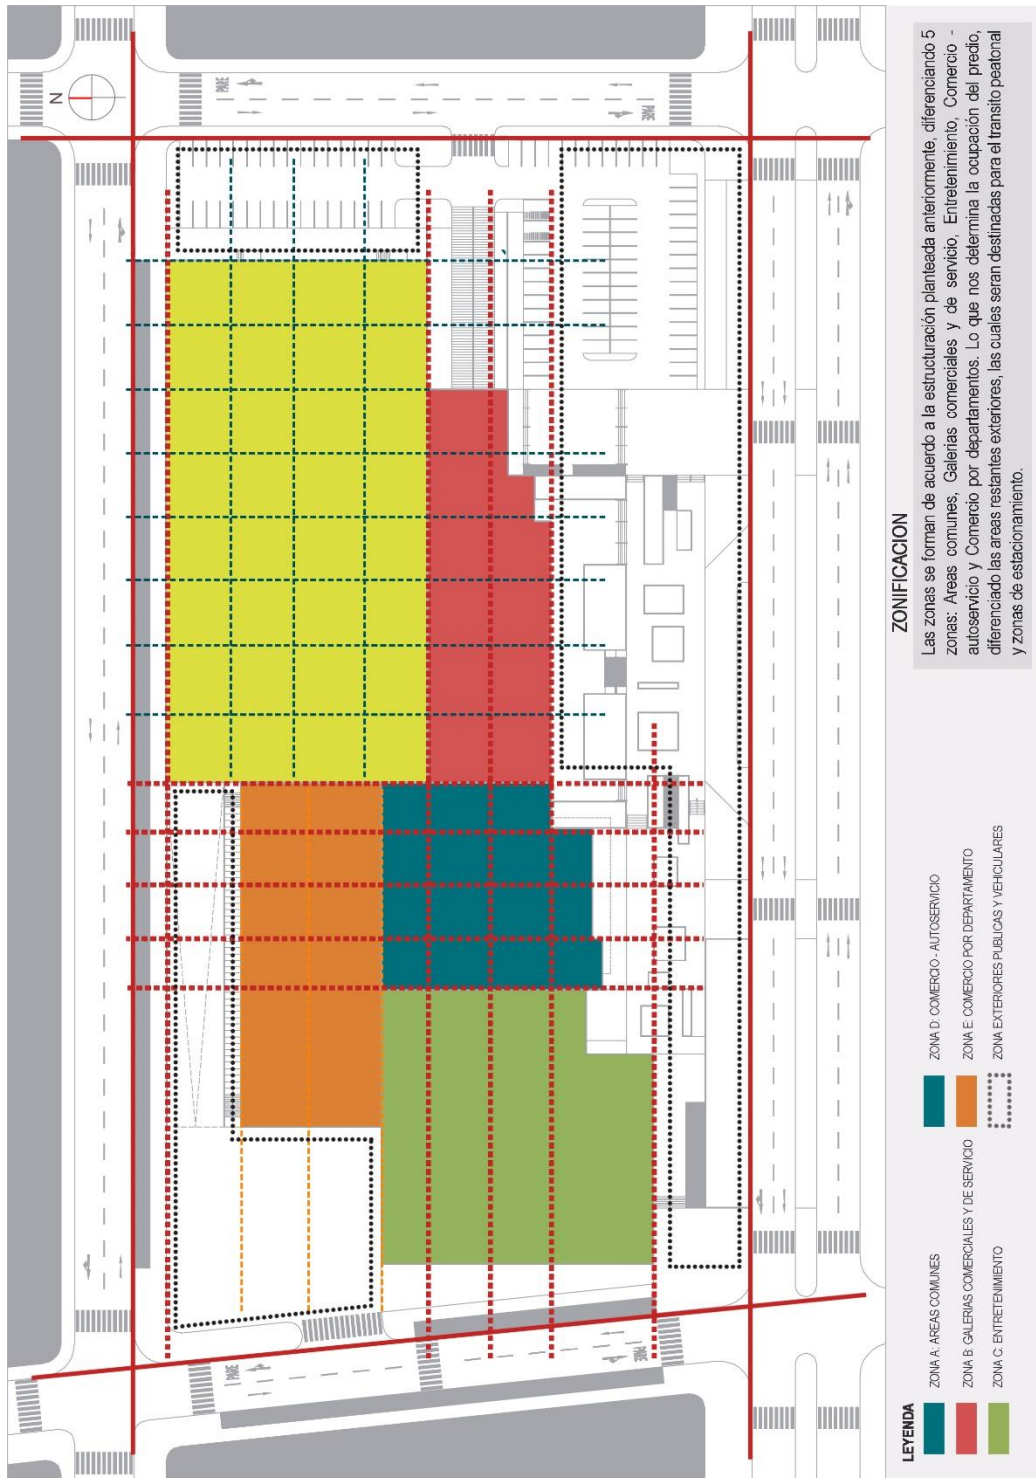 N
PARE
PARE
PARE
PARE
ZONIFICACION
Las zonas se forman de acuerdo a la estructuración planteada anteriormente, diferenciando 5
zonas: Areas comunes, Galerias comerciales y de servicio, Entretenimiento, Comercio -
autoservicio y Comercio por departamentos. Lo que nos determina la ocupación del predio,
diferenciado las areas restantes exteriores, las cuales seran destinadas para el transito peatonal
y zonas de estacionamiento.
LEYENDA
ZONA A: AREAS COMUNES
ZONA B: GALERIAS COMERCIALES Y DE SERVICIO
ZONA C: ENTRETENIMIENTO
ZONA D: COMERCIO - AUTOSERVICIO
ZONA E: COMERCIO POR DEPARTAMENTO
ZONA EXTERIORES PUBLICAS Y VEHICULARES